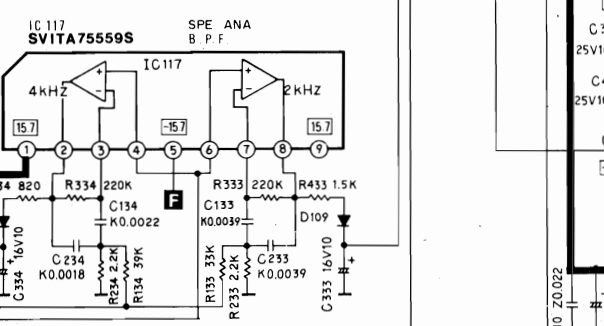 IC 117 SPE ANA
SVITA75559S B.P.F.
IC117
4kHz 2kHz
+ + 
- -
15.7 -15.7 15.7
1 2 3 4 5 6 7 8 9
820 R334 220K R333 220K R433 1.5K
F
C134 C133 D109
K0.0022 K0.0039
C334 16V10
C234 K0.0018
R234 2.2K
R134 39K
R133 33K
R233 2.2K
C233 K0.0039
C333 16V10
+ +
25V10
25V10
Z0.022